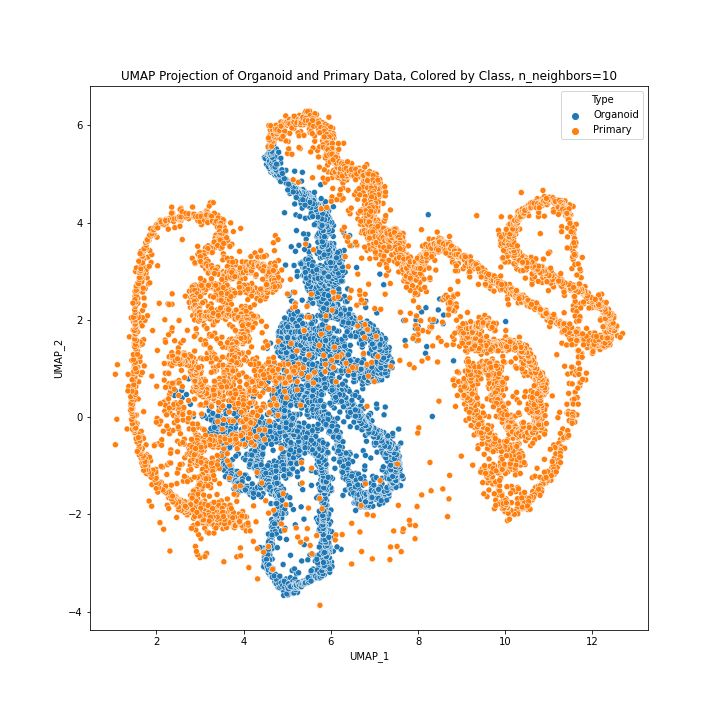 UMAP Projection of Organoid and Primary Data, Colored by Class, n_neighbors=10
Type
Organoid
Primary
6
4
2
0
−2
−4
UMAP_2
2
4
6
8
10
12
UMAP_1